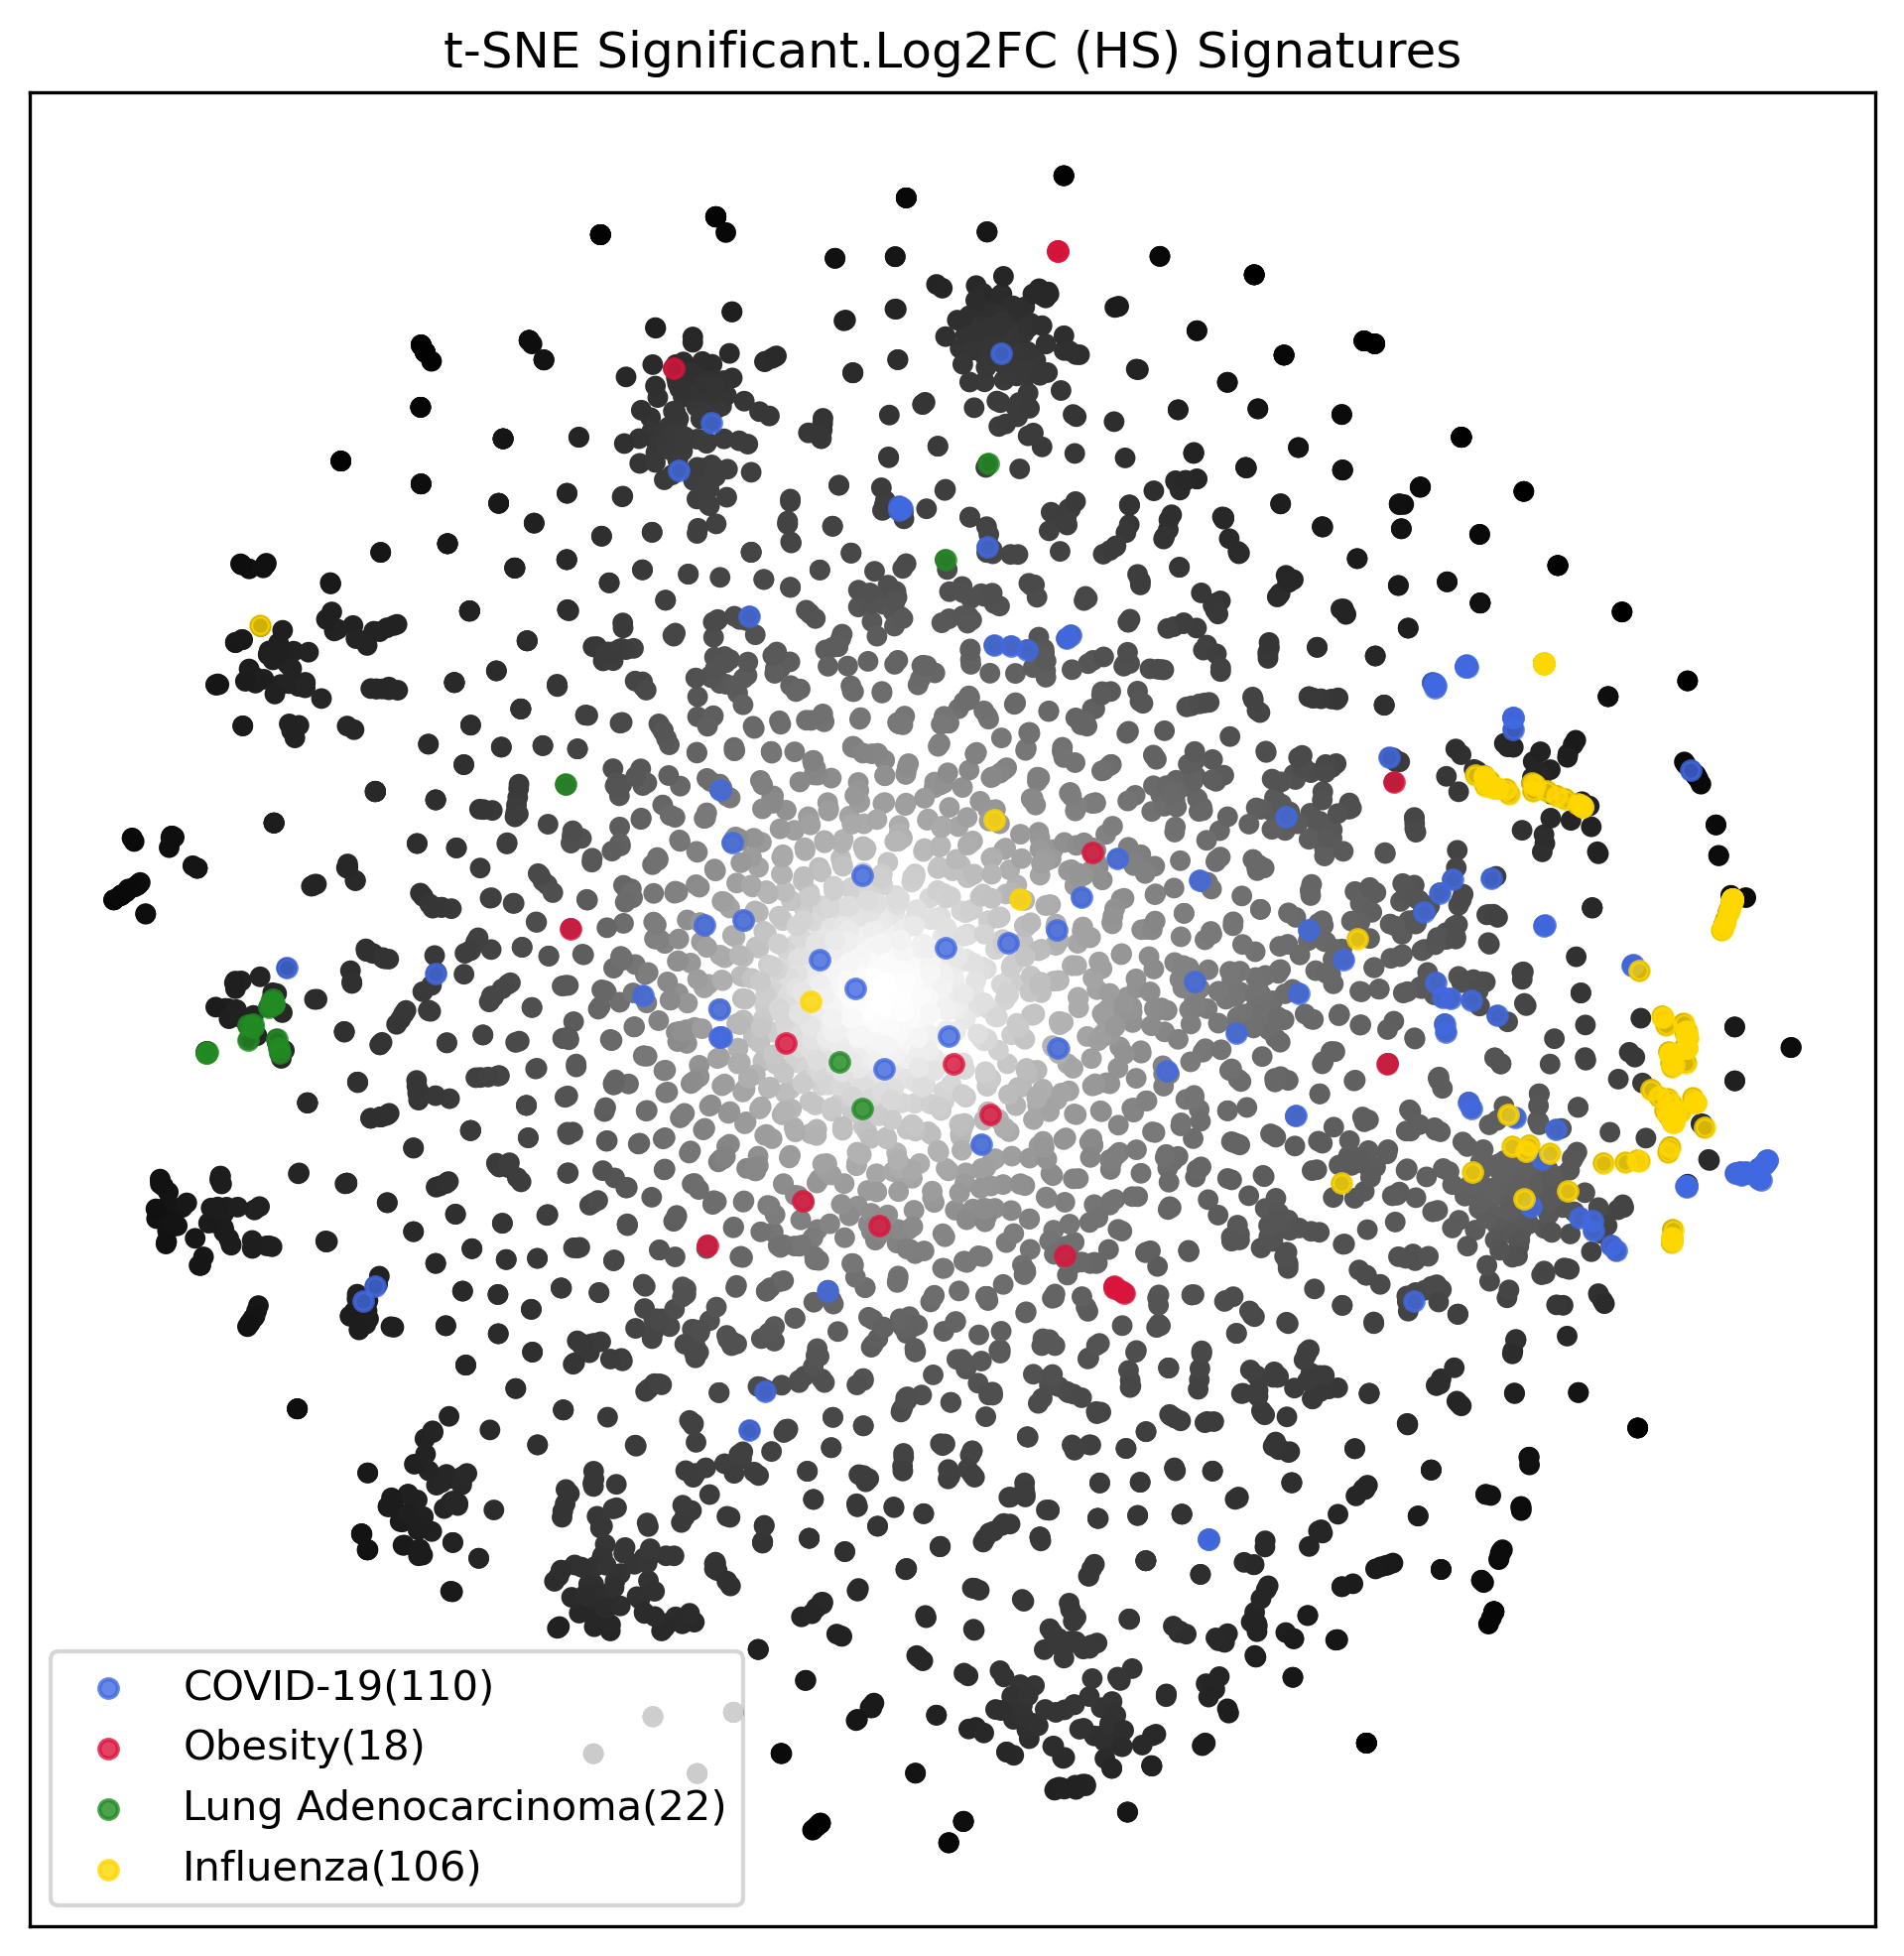 t-SNE Significant.Log2FC (HS) Signatures
COVID-19(110)
Obesity(18)
Lung Adenocarcinoma(22)
Influenza(106)